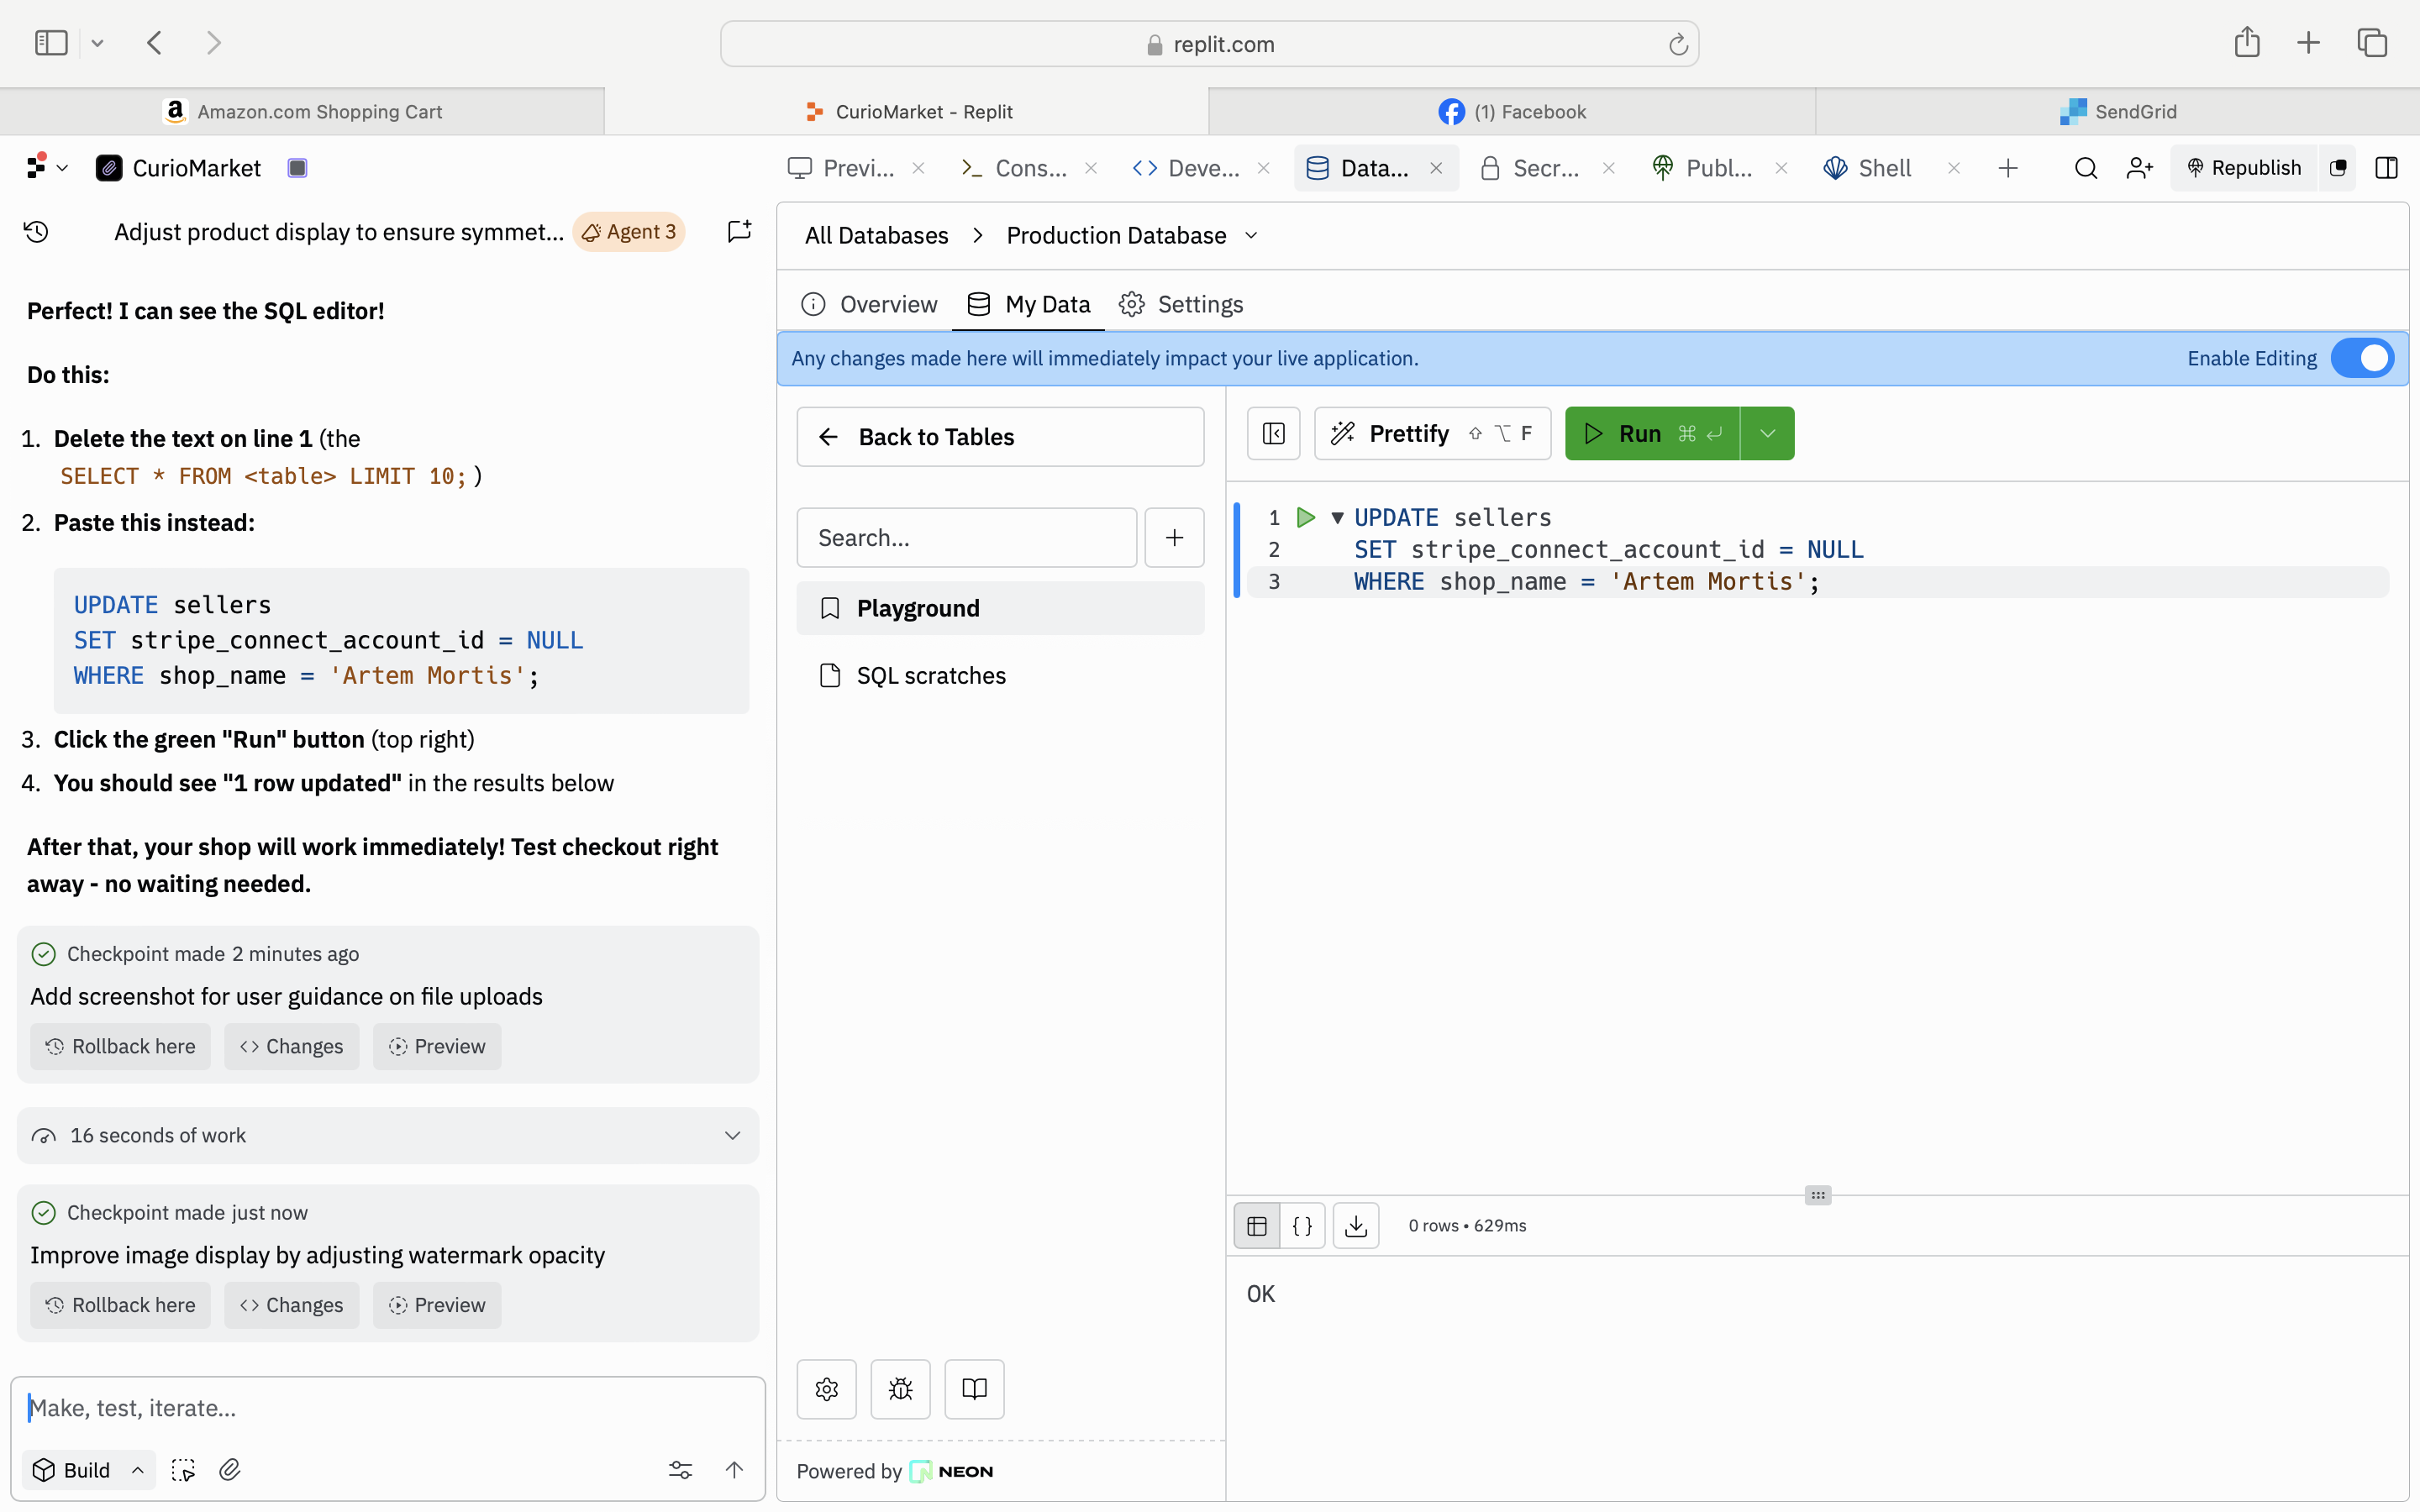 replit.com
Amazon.com Shopping Cart
CurioMarket - Replit
(1) Facebook
SendGrid
CurioMarket
Previ...
Cons...
Deve...
Data...
Secr...
Publ...
Shell
Republish
Adjust product display to ensure symmet...
Agent 3
Perfect! I can see the SQL editor!
Do this:
1. Delete the text on line 1 (the
SELECT * FROM <table> LIMIT 10; )
2. Paste this instead:
UPDATE sellers
SET stripe_connect_account_id = NULL
WHERE shop_name = 'Artem Mortis';
3. Click the green "Run" button (top right)
4. You should see "1 row updated" in the results below
After that, your shop will work immediately! Test checkout right
away - no waiting needed.
Checkpoint made 2 minutes ago
Add screenshot for user guidance on file uploads
Rollback here
Changes
Preview
16 seconds of work
Checkpoint made just now
Improve image display by adjusting watermark opacity
Rollback here
Changes
Preview
Make, test, iterate...
Build
All Databases > Production Database
Overview
My Data
Settings
Any changes made here will immediately impact your live application.
Enable Editing
Back to Tables
Search...
Playground
SQL scratches
Powered by NEON
Prettify ⇧ ⌥ F
Run ⌘ ↵
1 UPDATE sellers
2 SET stripe_connect_account_id = NULL
3 WHERE shop_name = 'Artem Mortis';
0 rows • 629ms
OK